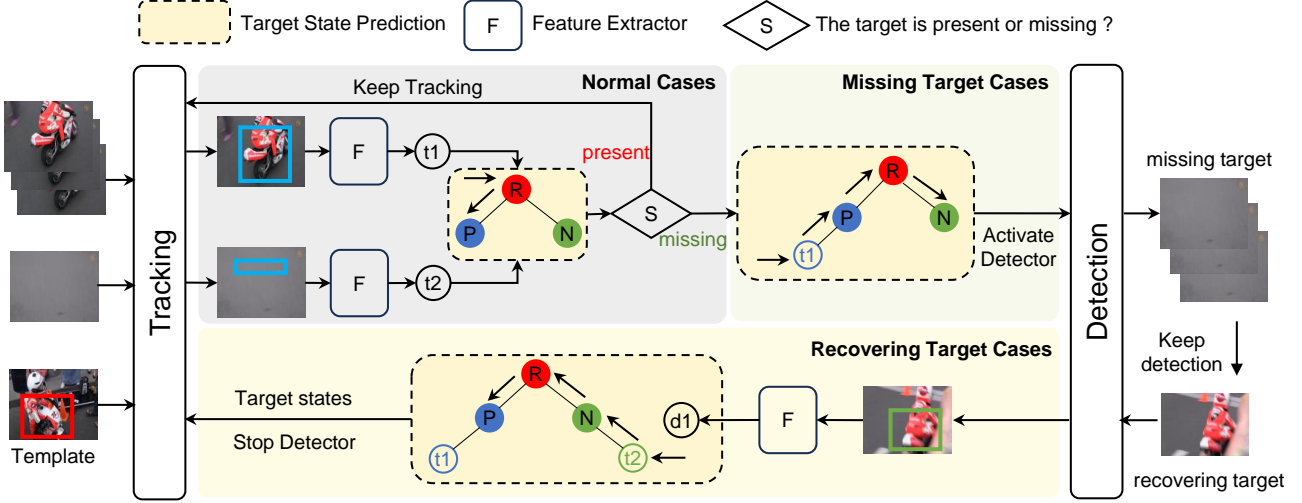 Target State Prediction
F
Feature Extractor
S
The target is present or missing ?
Tracking
Normal Cases
Keep Tracking
F
t1
present
R
P
N
S
missing
F
t2
Missing Target Cases
R
P
N
t1
Activate
Detector
Detection
missing target
Keep
detection
recovering target
Recovering Target Cases
R
P
N
t1
t2
d1
F
Target states
Stop Detector
Template